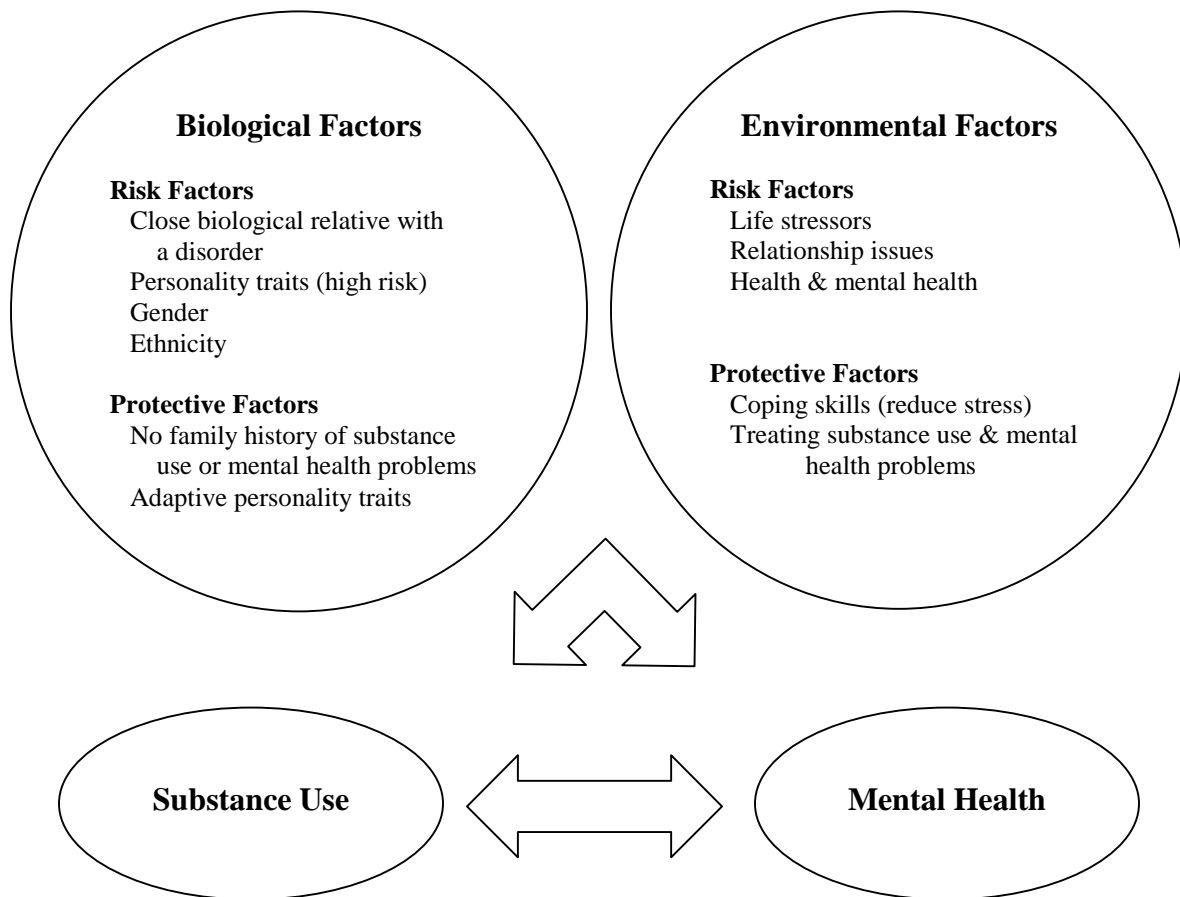 Biological Factors
Risk Factors
Close biological relative with
a disorder
Personality traits (high risk)
Gender
Ethnicity
Protective Factors
No family history of substance
use or mental health problems
Adaptive personality traits
Environmental Factors
Risk Factors
Life stressors
Relationship issues
Health & mental health
Protective Factors
Coping skills (reduce stress)
Treating substance use & mental
health problems
Substance Use
Mental Health